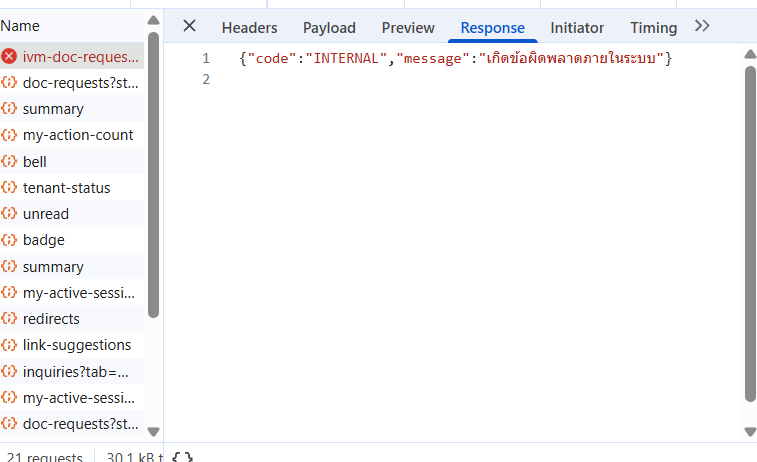 Name
Headers Payload Preview Response Initiator Timing
ivm-doc-reques...
doc-requests?st...
summary
my-action-count
bell
tenant-status
unread
badge
summary
my-active-sessi...
redirects
link-suggestions
inquiries?tab=...
my-active-sessi...
doc-requests?st...
1 {"code":"INTERNAL","message":"เกิดข้อผิดพลาดภายในระบบ"}
2
21 requests 30.1 kB t
{ }